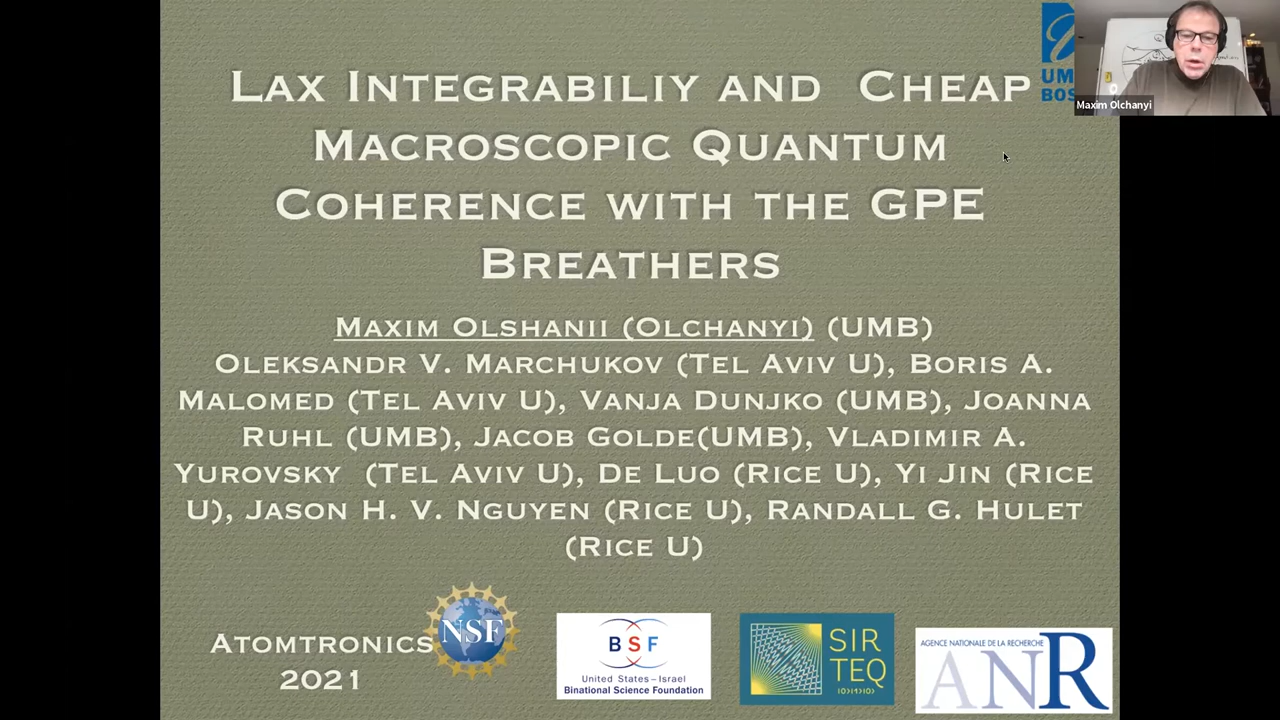 Lax Integrabiliy and Cheap
Macroscopic Quantum
Coherence with the GPE
Breathers
Maxim Olshanii (Olchanyi) (UMB)
Oleksandr V. Marchukov (Tel Aviv U), Boris A.
Malomed (Tel Aviv U), Vanja Dunjko (UMB), Joanna
Ruhl (UMB), Jacob Golde(UMB), Vladimir A.
Yurovsky (Tel Aviv U), De Luo (Rice U), Yi Jin (Rice
U), Jason H. V. Nguyen (Rice U), Randall G. Hulet
(Rice U)
Atomtronics
2021
NSF
BSF
United States – Israel
Binational Science Foundation
SIR
TEQ
AGENCE NATIONALE DE LA RECHERCHE
ANR
UM
BOS
Maxim Olchanyi